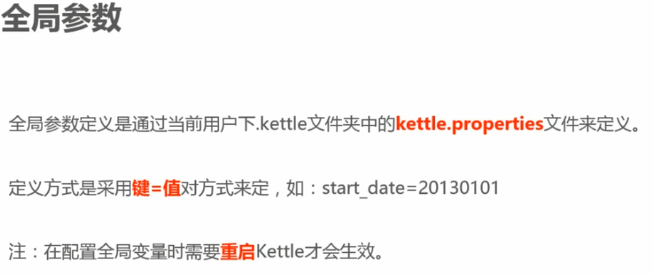 全局参数
全局参数定义是通过当前用户下.kettle文件夹中的kettle.properties文件来定义。
定义方式是采用键=值对方式来定，如：start_date=20130101
注：在配置全局变量时需要重启Kettle才会生效。